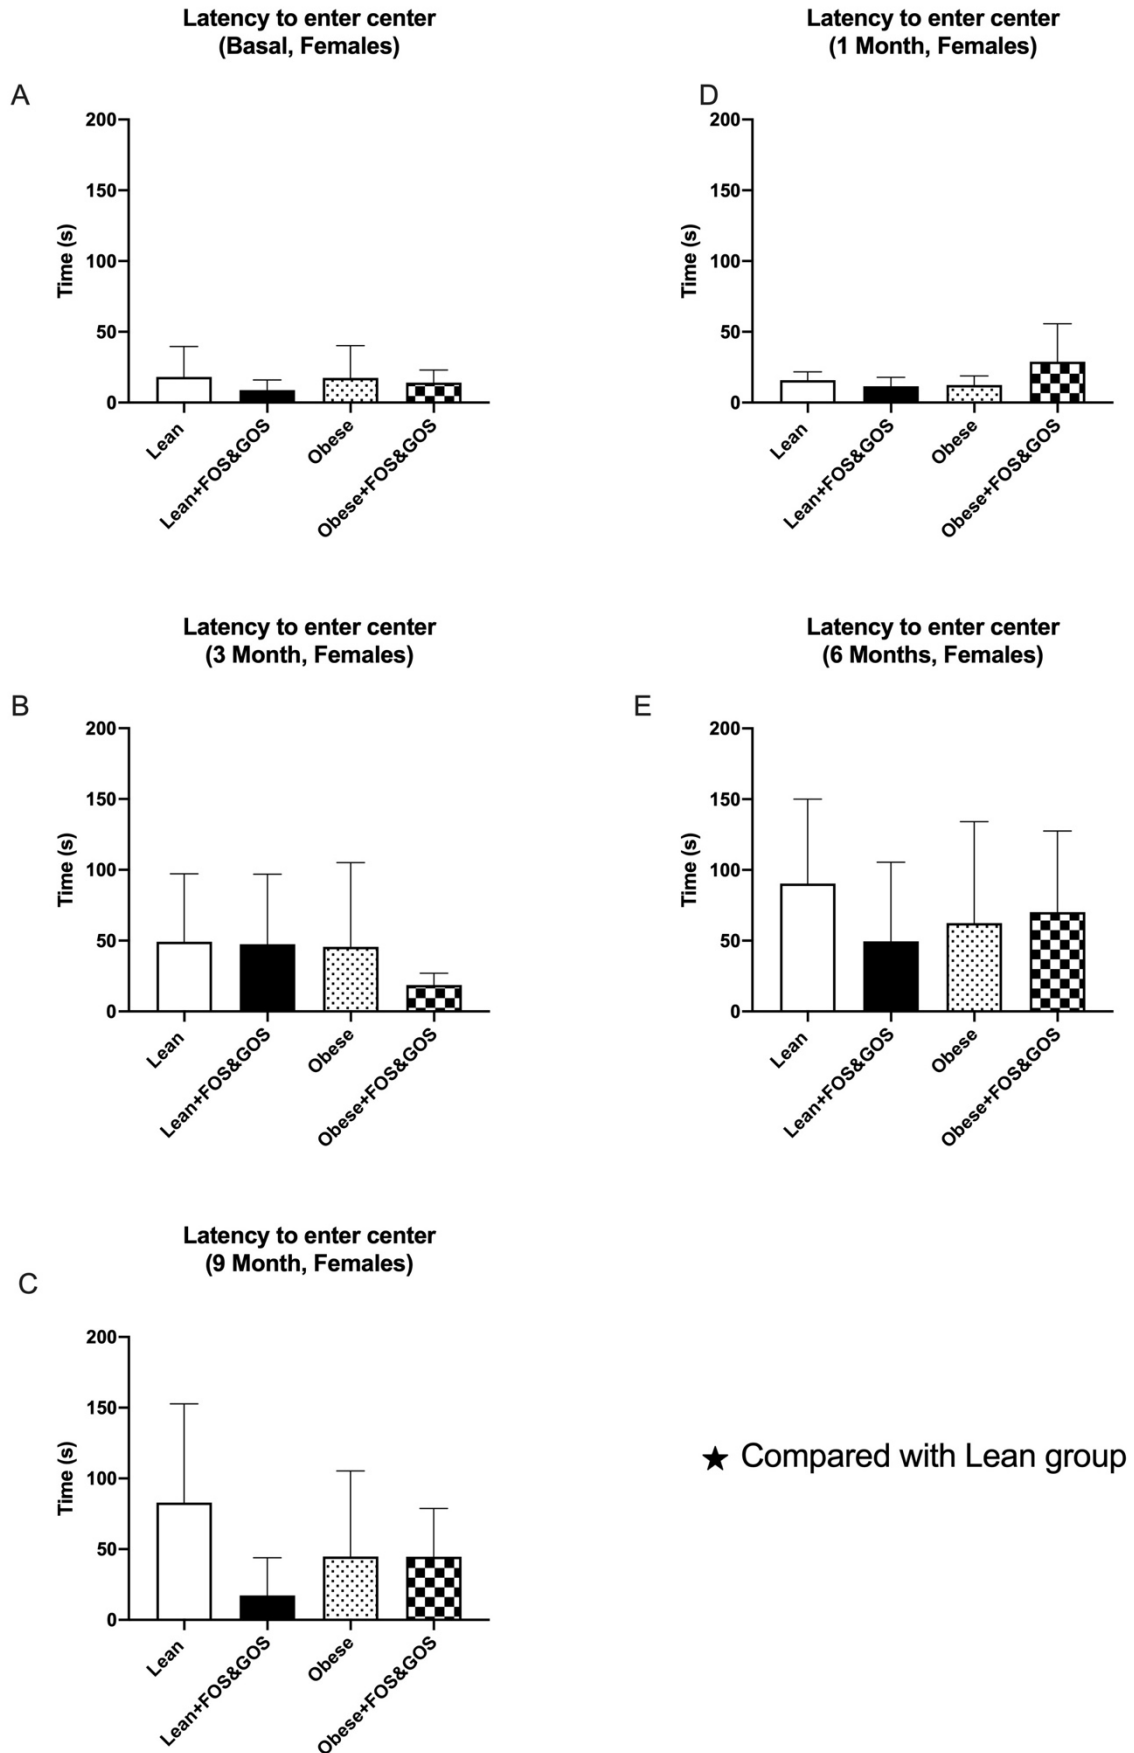 Latency to enter center
(Basal, Females)
A
200
150
100
50
0
Time (s)
Lean
Lean+FOS&GOS
Obese
Obese+FOS&GOS
Latency to enter center
(1 Month, Females)
D
200
150
100
50
0
Time (s)
Lean
Lean+FOS&GOS
Obese
Obese+FOS&GOS
Latency to enter center
(3 Month, Females)
B
200
150
100
50
0
Time (s)
Lean
Lean+FOS&GOS
Obese
Obese+FOS&GOS
Latency to enter center
(6 Months, Females)
E
200
150
100
50
0
Time (s)
Lean
Lean+FOS&GOS
Obese
Obese+FOS&GOS
Latency to enter center
(9 Month, Females)
C
200
150
100
50
0
Time (s)
Lean
Lean+FOS&GOS
Obese
Obese+FOS&GOS
★ Compared with Lean group